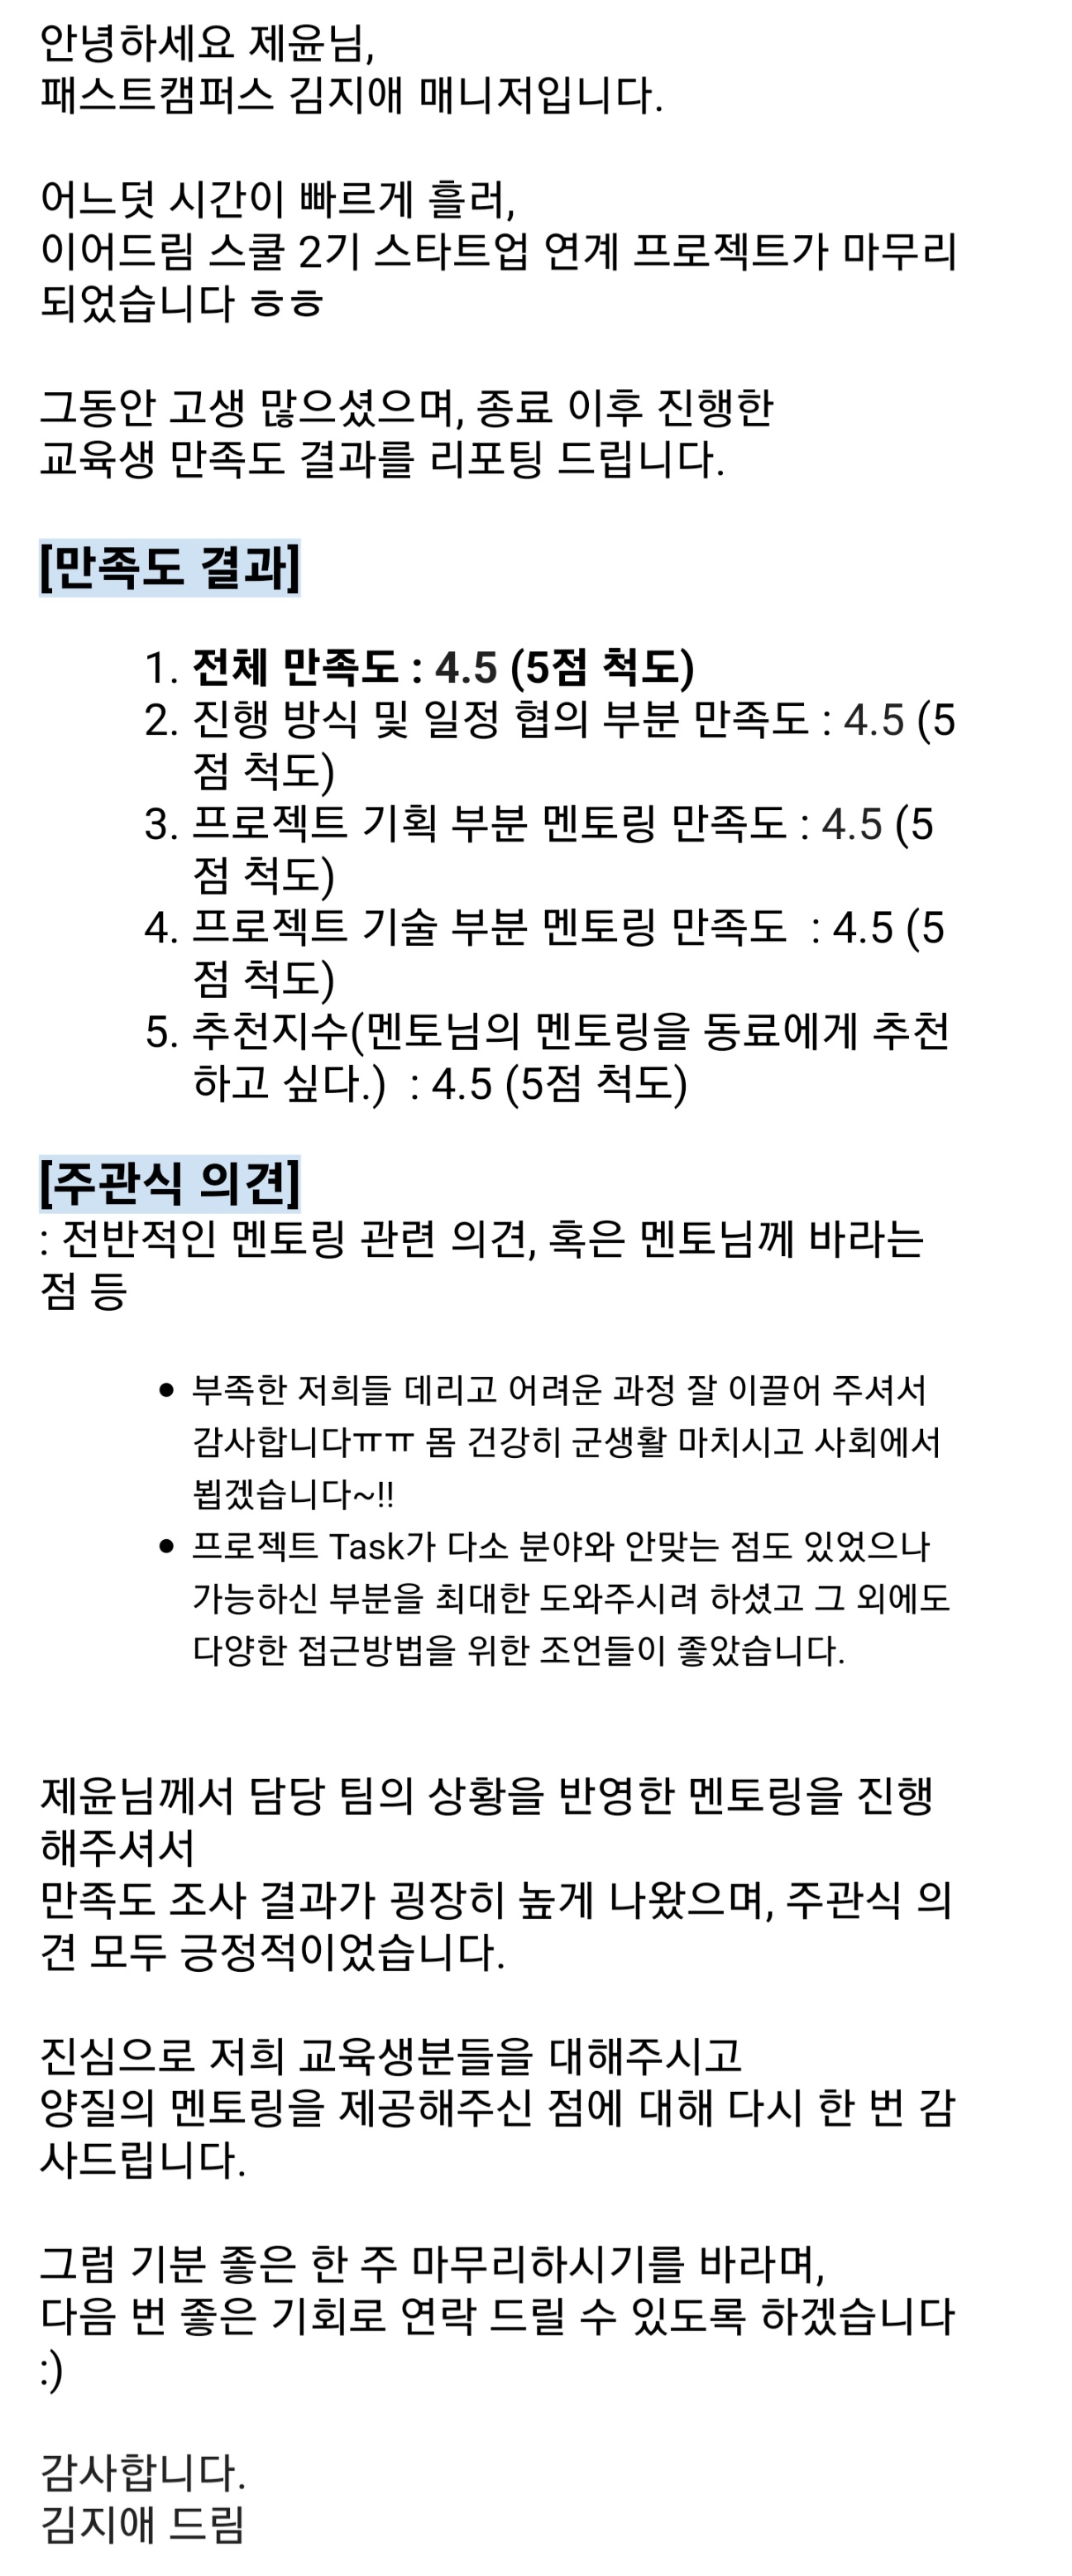 안녕하세요 제윤님,
패스트캠퍼스 김지애 매니저입니다.
어느덧 시간이 빠르게 흘러,
이어드림 스쿨 2기 스타트업 연계 프로젝트가 마무리
되었습니다 ㅎㅎ
그동안 고생 많으셨으며, 종료 이후 진행한
교육생 만족도 결과를 리포팅 드립니다.
[만족도 결과]
1. 전체 만족도 : 4.5 (5점 척도)
2. 진행 방식 및 일정 협의 부분 만족도 : 4.5 (5
점 척도)
3. 프로젝트 기획 부분 멘토링 만족도 : 4.5 (5
점 척도)
4. 프로젝트 기술 부분 멘토링 만족도  : 4.5 (5
점 척도)
5. 추천지수(멘토님의 멘토링을 동료에게 추천
하고 싶다.)  : 4.5 (5점 척도)
[주관식 의견]
: 전반적인 멘토링 관련 의견, 혹은 멘토님께 바라는
점 등
• 부족한 저희들 데리고 어려운 과정 잘 이끌어 주셔서
감사합니다ㅠㅠ 몸 건강히 군생활 마치시고 사회에서
뵙겠습니다~!!
• 프로젝트 Task가 다소 분야와 안맞는 점도 있었으나
가능하신 부분을 최대한 도와주시려 하셨고 그 외에도
다양한 접근방법을 위한 조언들이 좋았습니다.
제윤님께서 담당 팀의 상황을 반영한 멘토링을 진행
해주셔서
만족도 조사 결과가 굉장히 높게 나왔으며, 주관식 의
견 모두 긍정적이었습니다.
진심으로 저희 교육생분들을 대해주시고
양질의 멘토링을 제공해주신 점에 대해 다시 한 번 감
사드립니다.
그럼 기분 좋은 한 주 마무리하시기를 바라며,
다음 번 좋은 기회로 연락 드릴 수 있도록 하겠습니다
:)
감사합니다.
김지애 드림